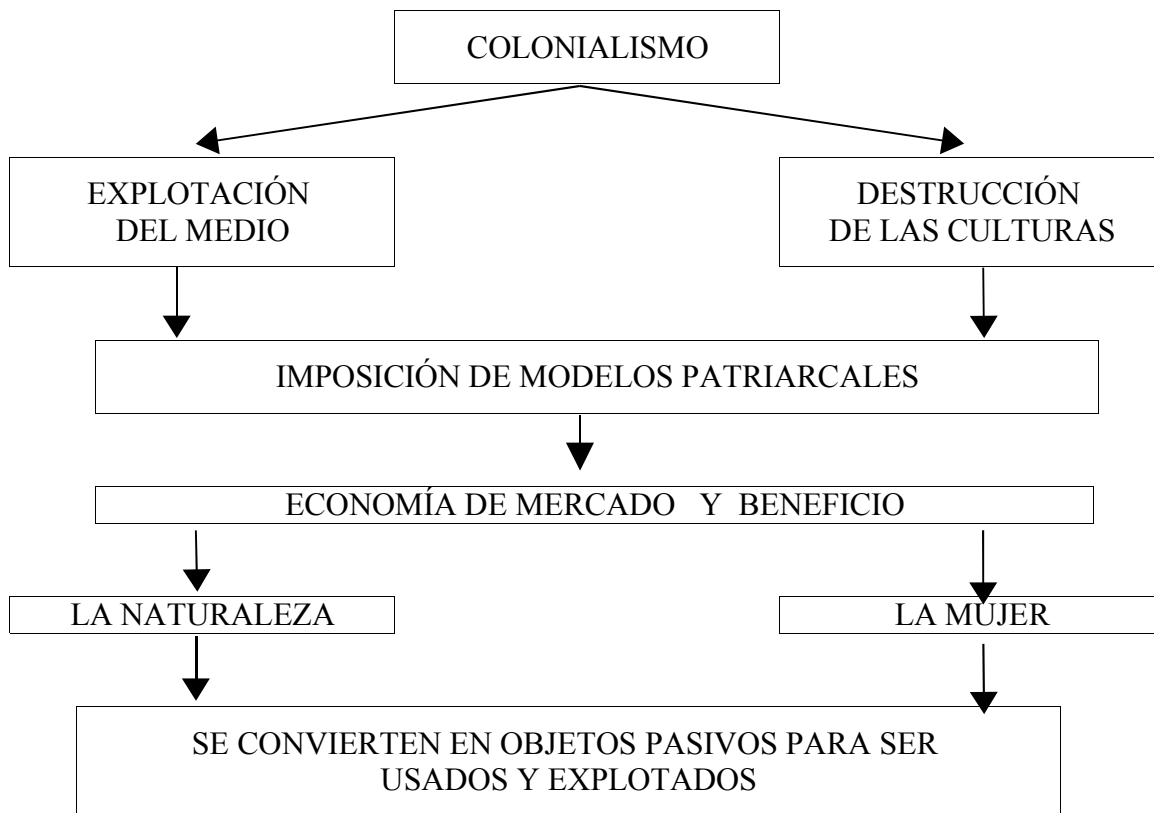 COLONIALISMO
EXPLOTACIÓN
DEL MEDIO
DESTRUCCIÓN
DE LAS CULTURAS
IMPOSICIÓN DE MODELOS PATRIARCALES
ECONOMÍA DE MERCADO Y BENEFICIO
LA NATURALEZA
LA MUJER
SE CONVIERTEN EN OBJETOS PASIVOS PARA SER
USADOS Y EXPLOTADOS